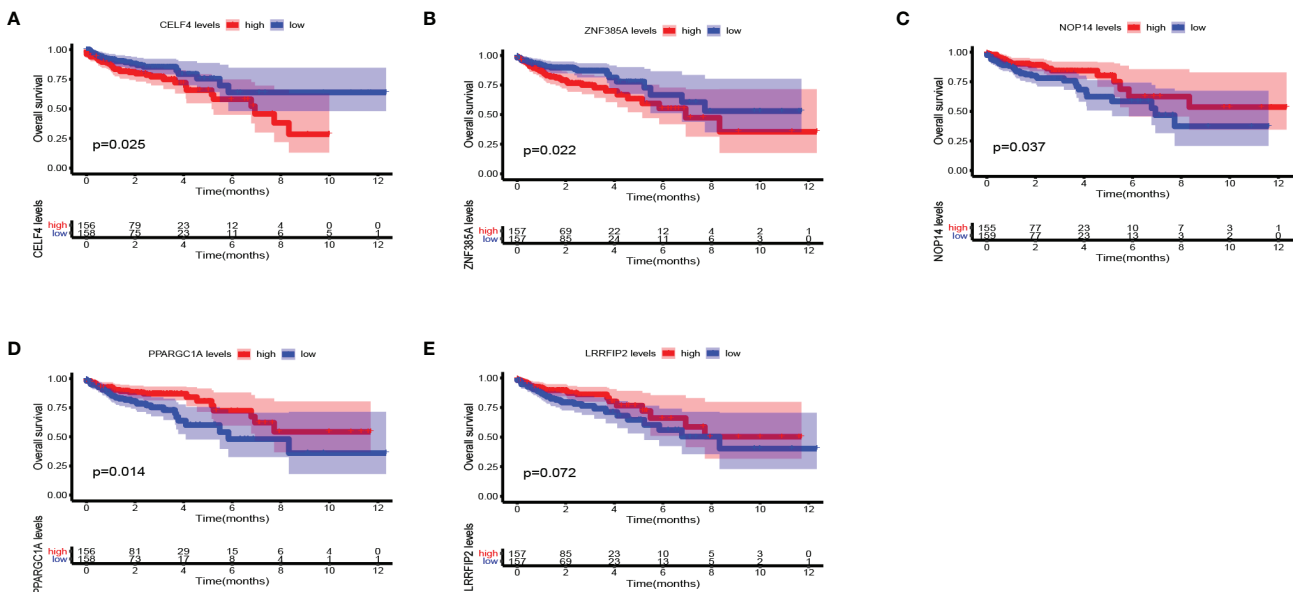 A
CELF4 levels high low
Overall survival
1.00
0.75
0.50
0.25
0.00
p=0.025
0 2 4 6 8 10 12
Time(months)
CELF4 levels
high 156 79 23 12 4 0 0
low 158 75 23 11 6 5 1
0 2 4 6 8 10 12
Time(months)
B
ZNF385A levels high low
Overall survival
1.00
0.75
0.50
0.25
0.00
p=0.022
0 2 4 6 8 10 12
Time(months)
ZNF385A levels
high 157 69 22 12 4 2 1
low 157 85 24 11 6 3 0
0 2 4 6 8 10 12
Time(months)
C
NOP14 levels high low
Overall survival
1.00
0.75
0.50
0.25
0.00
p=0.037
0 2 4 6 8 10 12
Time(months)
NOP14 levels
high 155 77 23 10 7 3 1
low 159 77 23 13 3 2 0
0 2 4 6 8 10 12
Time(months)
D
PPARGC1A levels high low
Overall survival
1.00
0.75
0.50
0.25
0.00
p=0.014
0 2 4 6 8 10 12
Time(months)
PPARGC1A levels
high 156 81 29 15 6 4 0
low 158 73 17 8 4 1 1
0 2 4 6 8 10 12
Time(months)
E
LRRFIP2 levels high low
Overall survival
1.00
0.75
0.50
0.25
0.00
p=0.072
0 2 4 6 8 10 12
Time(months)
LRRFIP2 levels
high 157 85 23 10 5 3 0
low 157 69 23 13 5 2 1
0 2 4 6 8 10 12
Time(months)